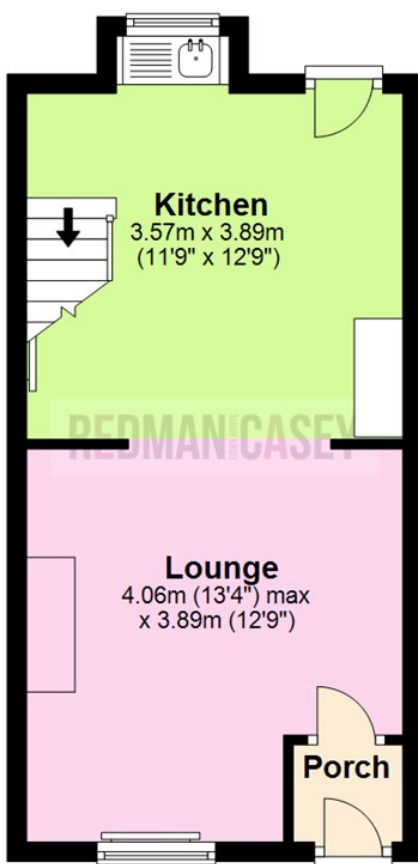 Kitchen
3.57m x 3.89m
(11'9" x 12'9")
REDMAN CASEY
Lounge
4.06m (13'4") max
x 3.89m (12'9")
Porch